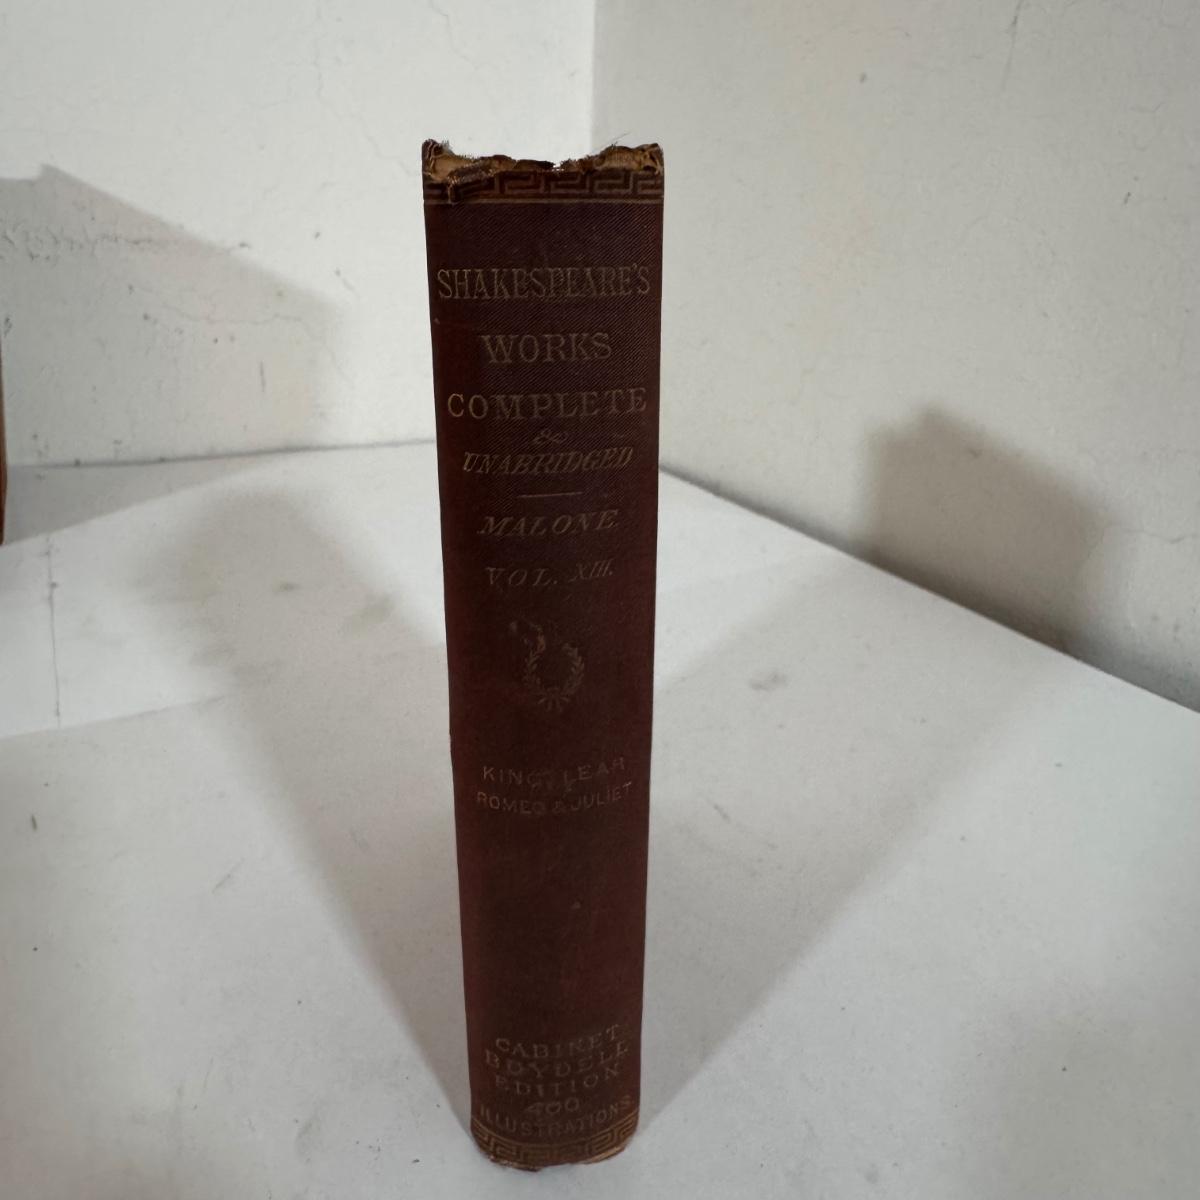 SHAKESPEARE'S
WORKS
COMPLETE
&
UNABRIDGED
MALONE.
VOL. XIII.
KING LEAR
ROMEO & JULIET
CABINET
BOYDELL
EDITION
400
ILLUSTRATIONS